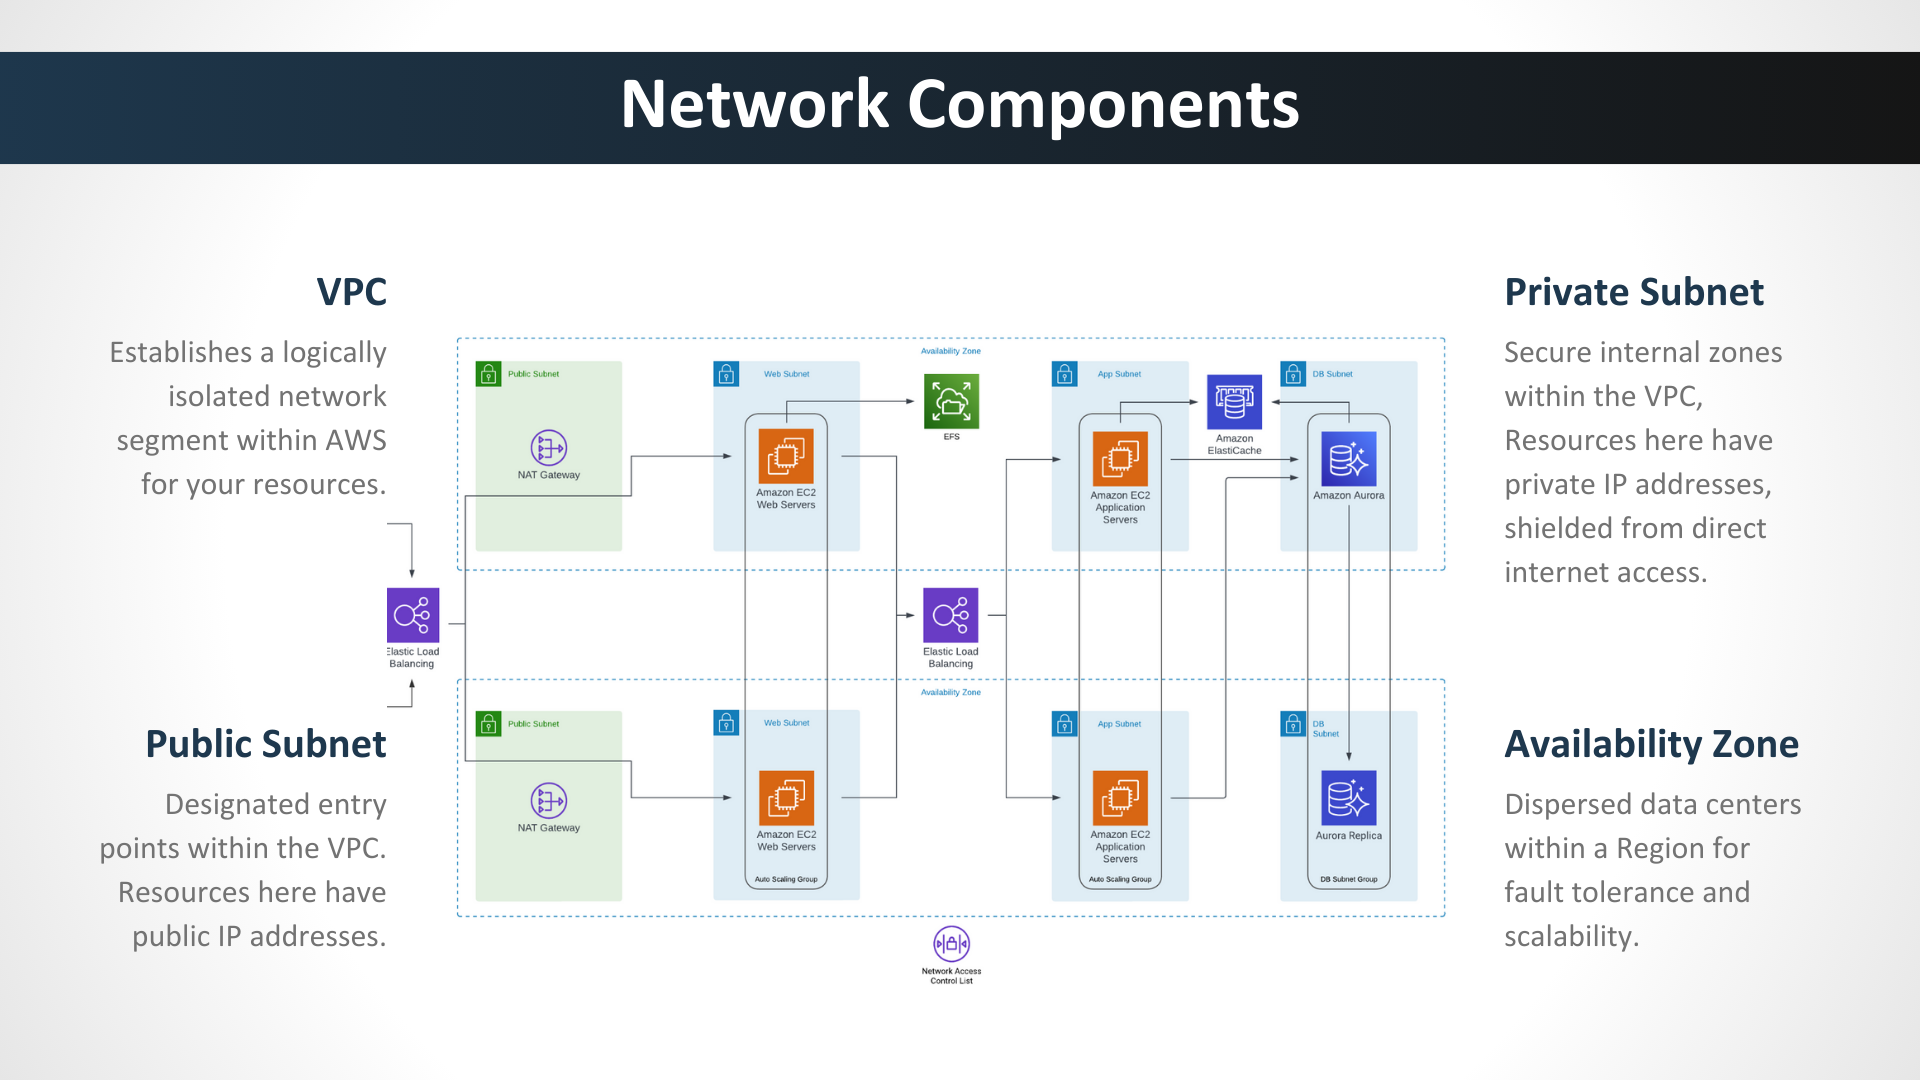 Network Components
VPC
Establishes a logically
isolated network
segment within AWS
for your resources.
Public Subnet
Designated entry
points within the VPC.
Resources here have
public IP addresses.
Availability Zone
Public Subnet
NAT Gateway
Web Subnet
Amazon EC2
Web Servers
EFS
App Subnet
Amazon EC2
Application
Servers
Amazon
ElastiCache
DB Subnet
Amazon Aurora
Elastic Load
Balancing
Elastic Load
Balancing
Availability Zone
Public Subnet
NAT Gateway
Web Subnet
Amazon EC2
Web Servers
Auto Scaling Group
App Subnet
Amazon EC2
Application
Servers
Auto Scaling Group
DB
Subnet
Aurora Replica
DB Subnet Group
Network Access
Control List
Private Subnet
Secure internal zones
within the VPC,
Resources here have
private IP addresses,
shielded from direct
internet access.
Availability Zone
Dispersed data centers
within a Region for
fault tolerance and
scalability.